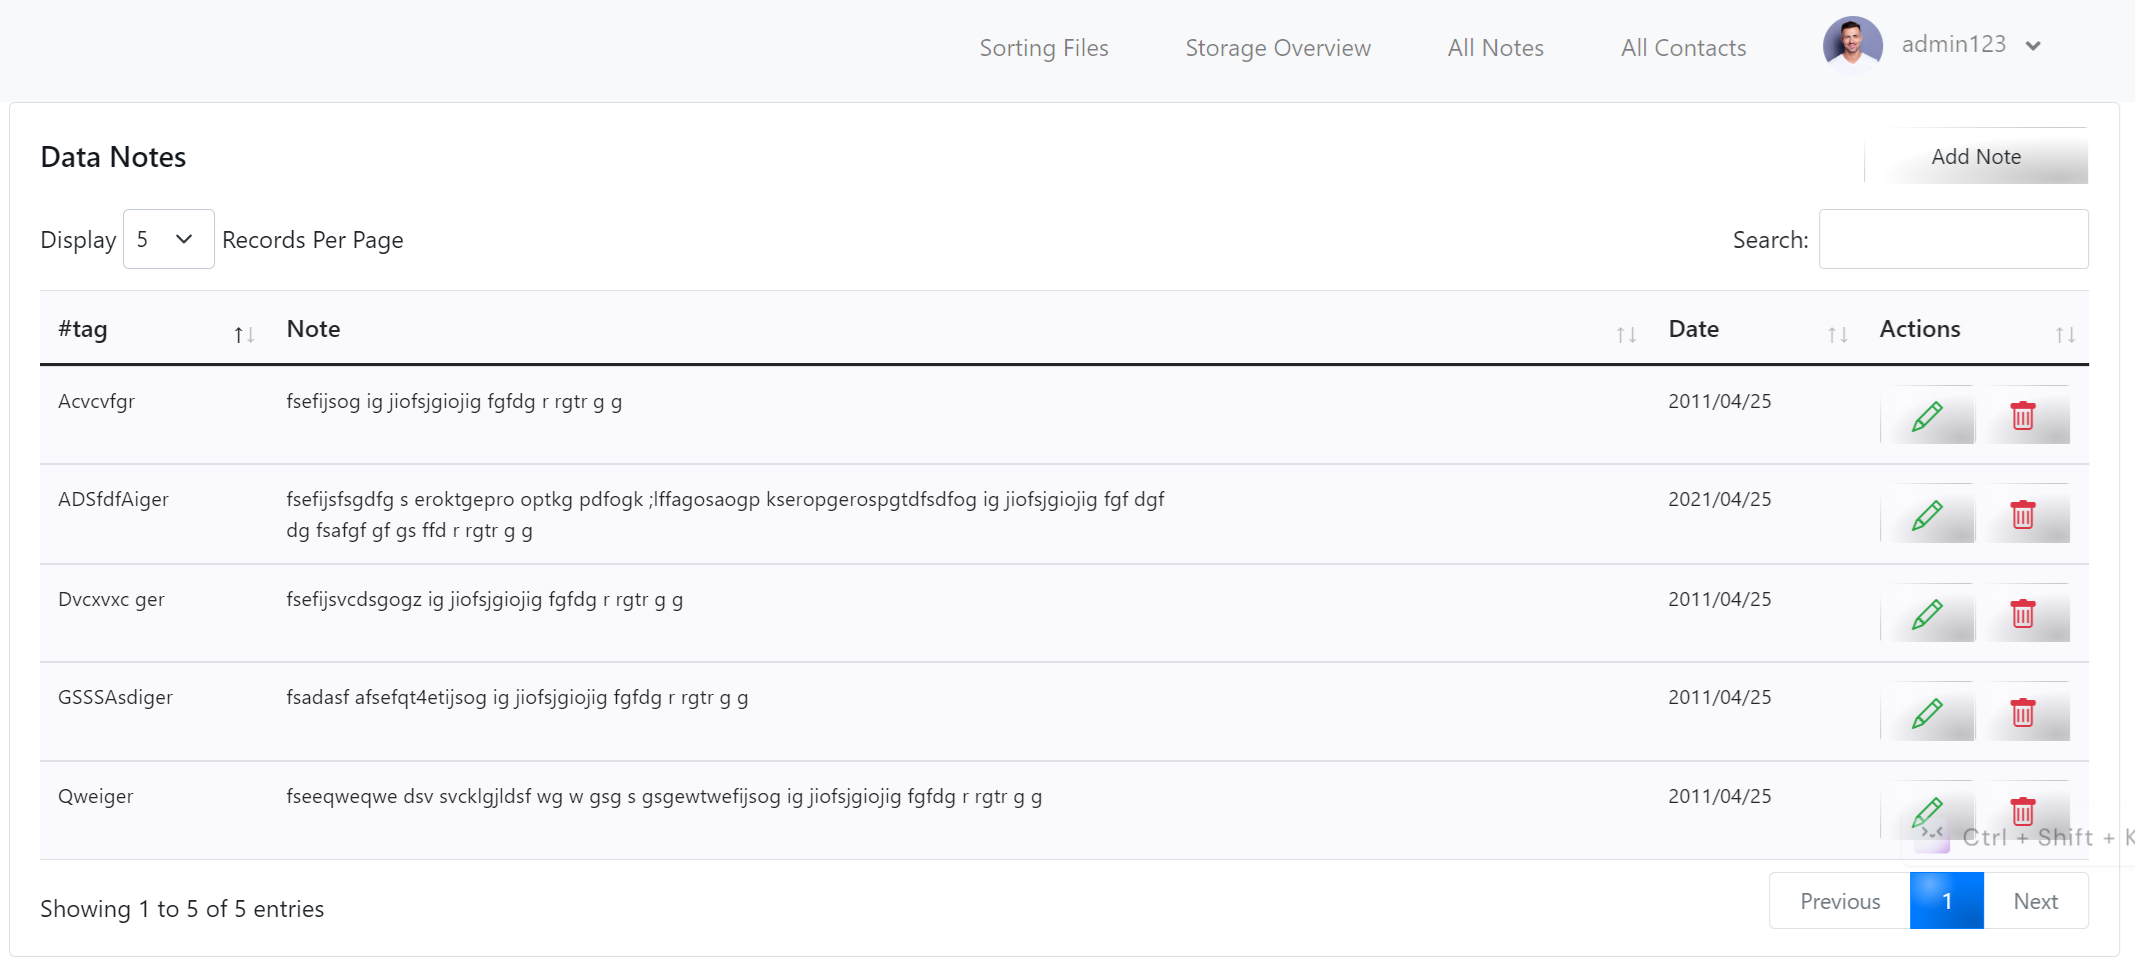 Sorting Files Storage Overview All Notes All Contacts admin123
Data Notes Add Note
Display 5 Records Per Page Search:
#tag Note Date Actions
Acvcvfgr fsefijsog ig jiofsjgiojig fgfdg r rgtr g g 2011/04/25
ADSfdfAiger fsefijsfsgdfg s eroktgepro optkg pdfogk ;lffagosaogp kseropgerospgtdfsdfog ig jiofsjgiojig fgf dgf 2021/04/25
dg fsafgf gf gs ffd r rgtr g g
Dvcxvxc ger fsefijsvcdsgogz ig jiofsjgiojig fgfdg r rgtr g g 2011/04/25
GSSSAsdiger fsadasf afsefqt4etijsog ig jiofsjgiojig fgfdg r rgtr g g 2011/04/25
Qweiger fseeqweqwe dsv svcklgjldsf wg w gsg s gsgewtwefijsog ig jiofsjgiojig fgfdg r rgtr g g 2011/04/25
Ctrl + Shift + K
Showing 1 to 5 of 5 entries Previous 1 Next